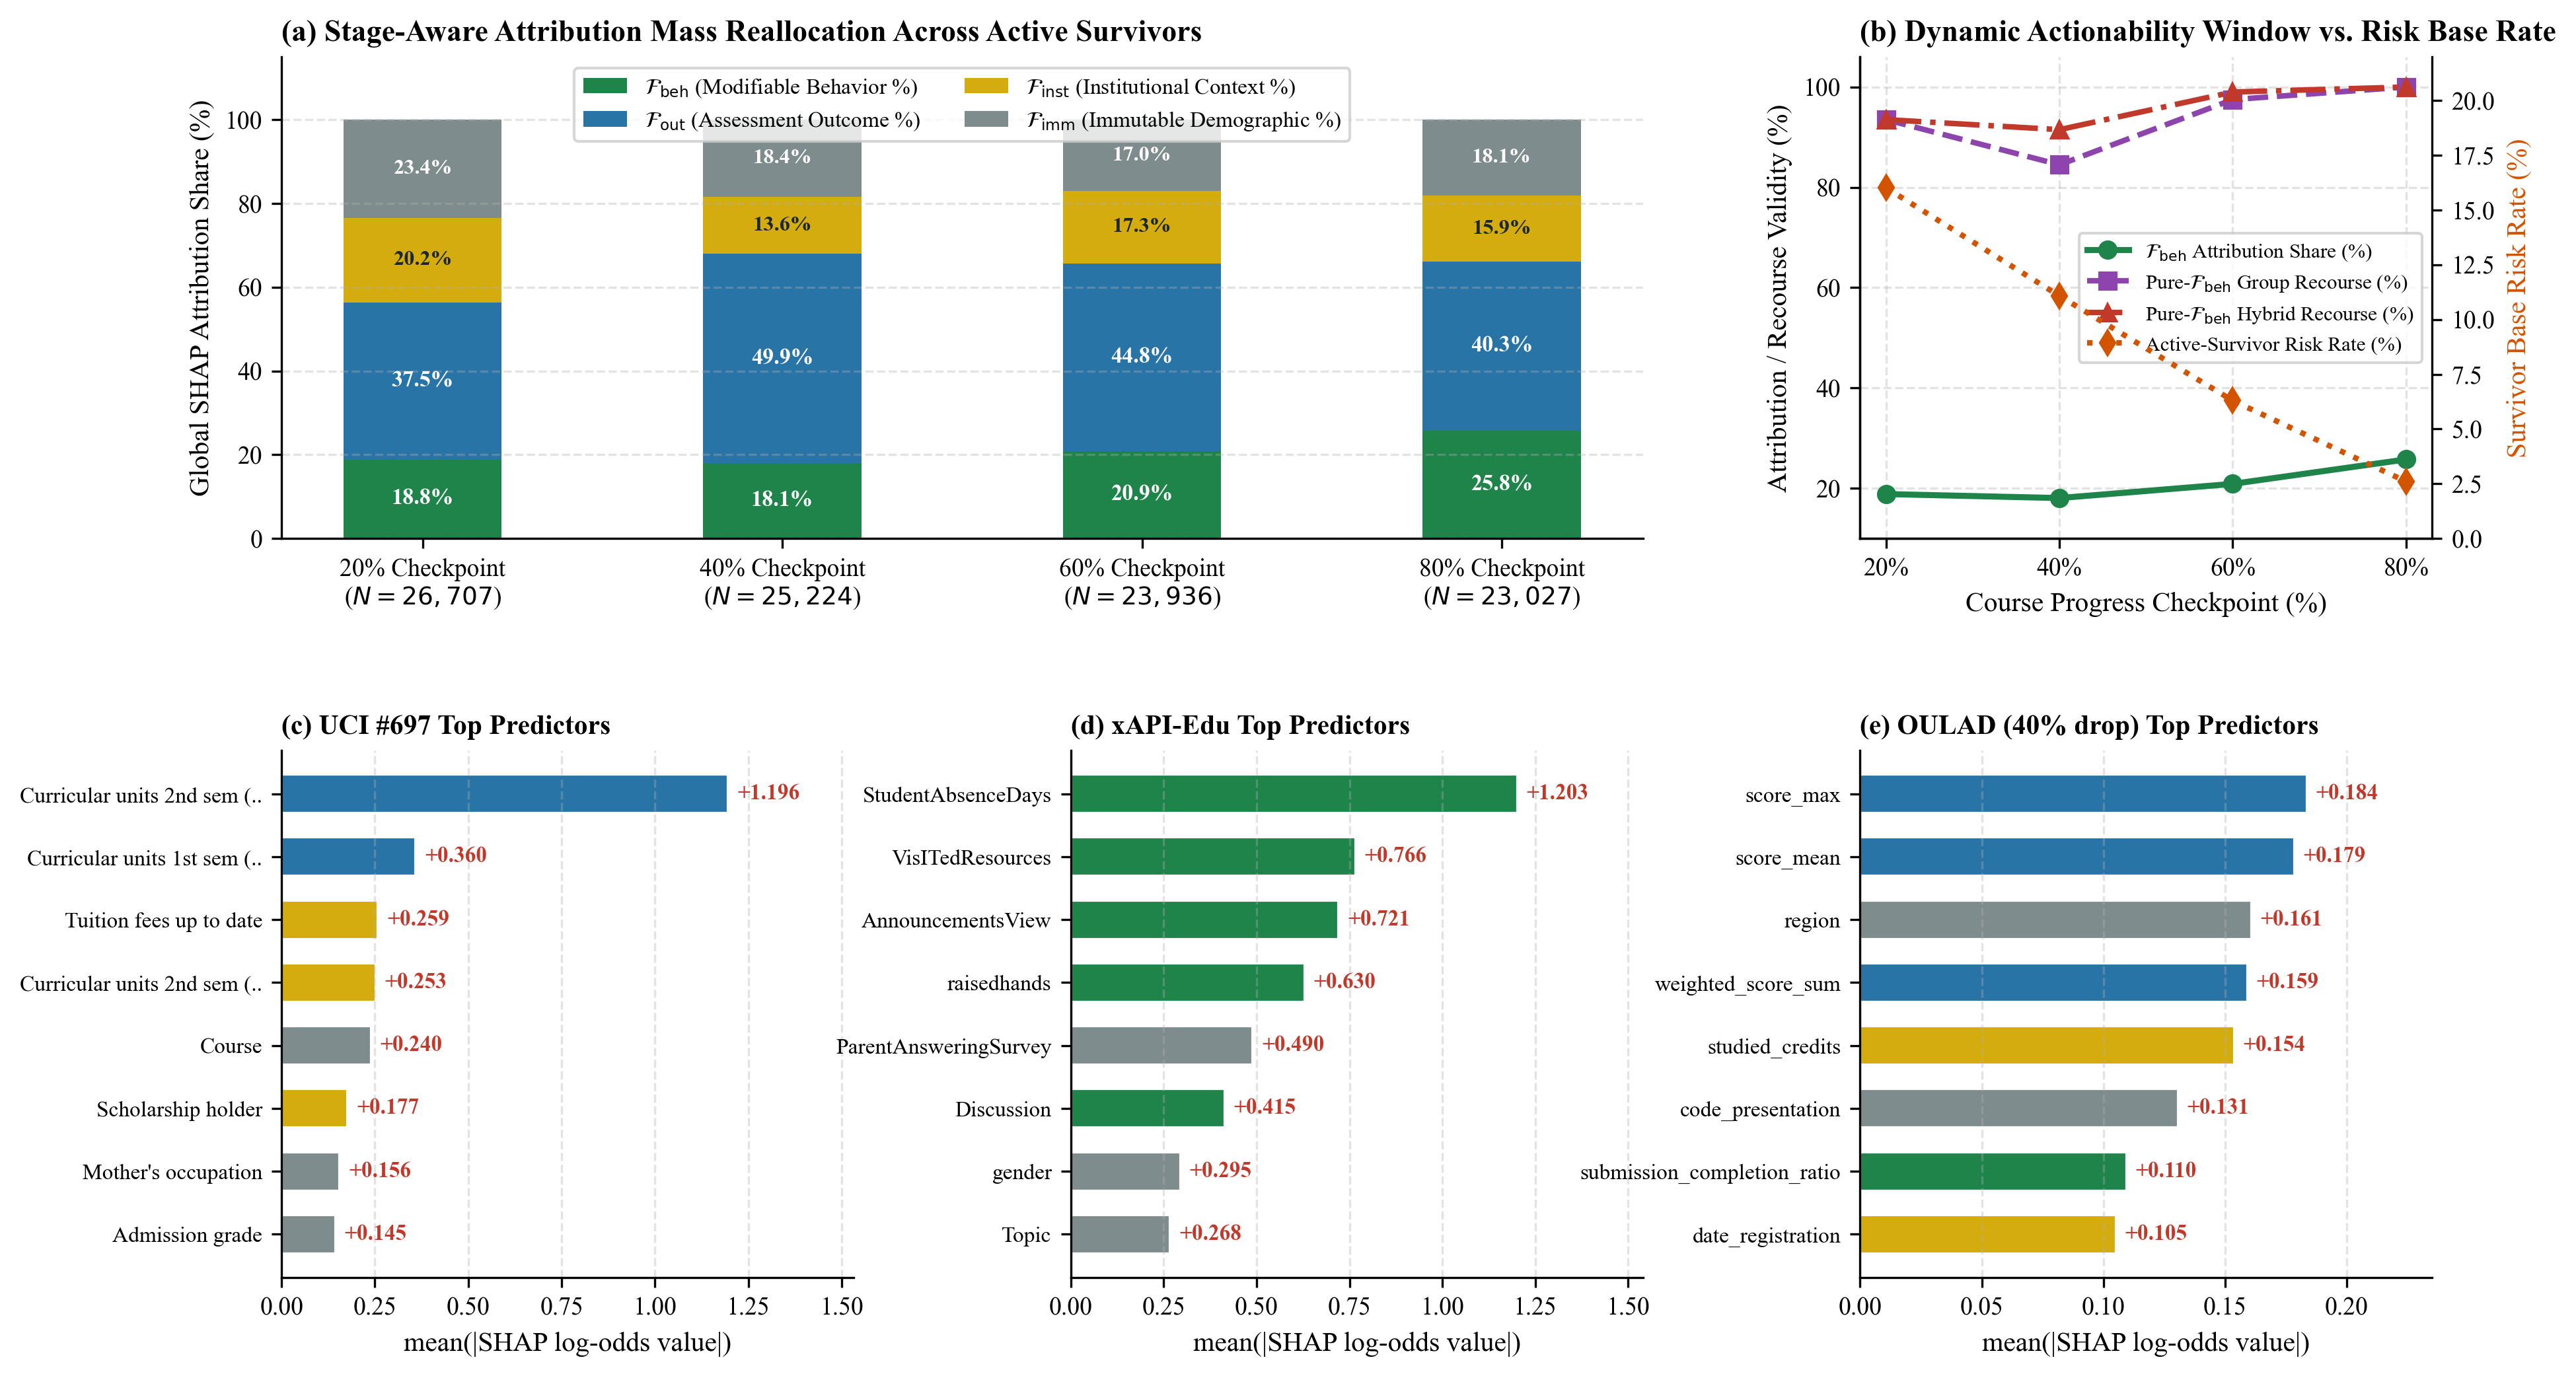 (a) Stage-Aware Attribution Mass Reallocation Across Active Survivors
Global SHAP Attribution Share (%)
100
80
60
40
20
0
ℱbeh (Modifiable Behavior %)
ℱout (Assessment Outcome %)
ℱinst (Institutional Context %)
ℱimm (Immutable Demographic %)
23.4%
20.2%
37.5%
18.8%
18.4%
13.6%
49.9%
18.1%
17.0%
17.3%
44.8%
20.9%
18.1%
15.9%
40.3%
25.8%
20% Checkpoint
(N = 26,707)
40% Checkpoint
(N = 25,224)
60% Checkpoint
(N = 23,936)
80% Checkpoint
(N = 23,027)
(b) Dynamic Actionability Window vs. Risk Base Rate
Attribution / Recourse Validity (%)
100
80
60
40
20
ℱbeh Attribution Share (%)
Pure-ℱbeh Group Recourse (%)
Pure-ℱbeh Hybrid Recourse (%)
Active-Survivor Risk Rate (%)
20.0
17.5
15.0
12.5
10.0
7.5
5.0
2.5
0.0
Survivor Base Risk Rate (%)
20%
40%
60%
80%
Course Progress Checkpoint (%)
(c) UCI #697 Top Predictors
Curricular units 2nd sem (.. +1.196
Curricular units 1st sem (.. +0.360
Tuition fees up to date +0.259
Curricular units 2nd sem (.. +0.253
Course +0.240
Scholarship holder +0.177
Mother's occupation +0.156
Admission grade +0.145
0.00 0.25 0.50 0.75 1.00 1.25 1.50
mean(|SHAP log-odds value|)
(d) xAPI-Edu Top Predictors
StudentAbsenceDays +1.203
VisITedResources +0.766
AnnouncementsView +0.721
raisedhands +0.630
ParentAnsweringSurvey +0.490
Discussion +0.415
gender +0.295
Topic +0.268
0.00 0.25 0.50 0.75 1.00 1.25 1.50
mean(|SHAP log-odds value|)
(e) OULAD (40% drop) Top Predictors
score_max +0.184
score_mean +0.179
region +0.161
weighted_score_sum +0.159
studied_credits +0.154
code_presentation +0.131
submission_completion_ratio +0.110
date_registration +0.105
0.00 0.05 0.10 0.15 0.20
mean(|SHAP log-odds value|)